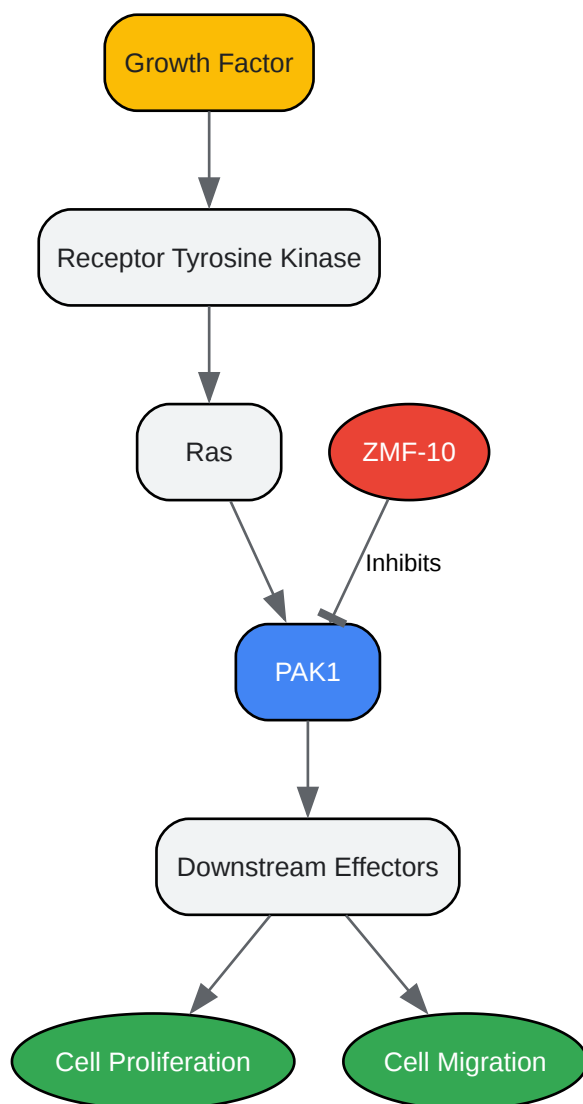 Growth Factor
Receptor Tyrosine Kinase
Ras
ZMF-10
Inhibits
PAK1
Downstream Effectors
Cell Proliferation
Cell Migration